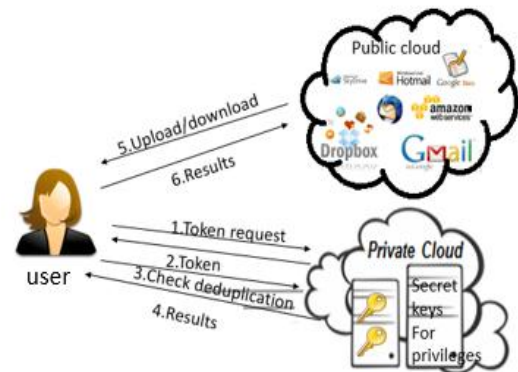 Public cloud
SkyDrive
Hotmail
Google Docs
amazon
webservices
Dropbox
Gmail
5.Upload/download
6.Results
1.Token request
2.Token
3.Check deduplication
4.Results
user
Private Cloud
Secret
keys
For
privileges